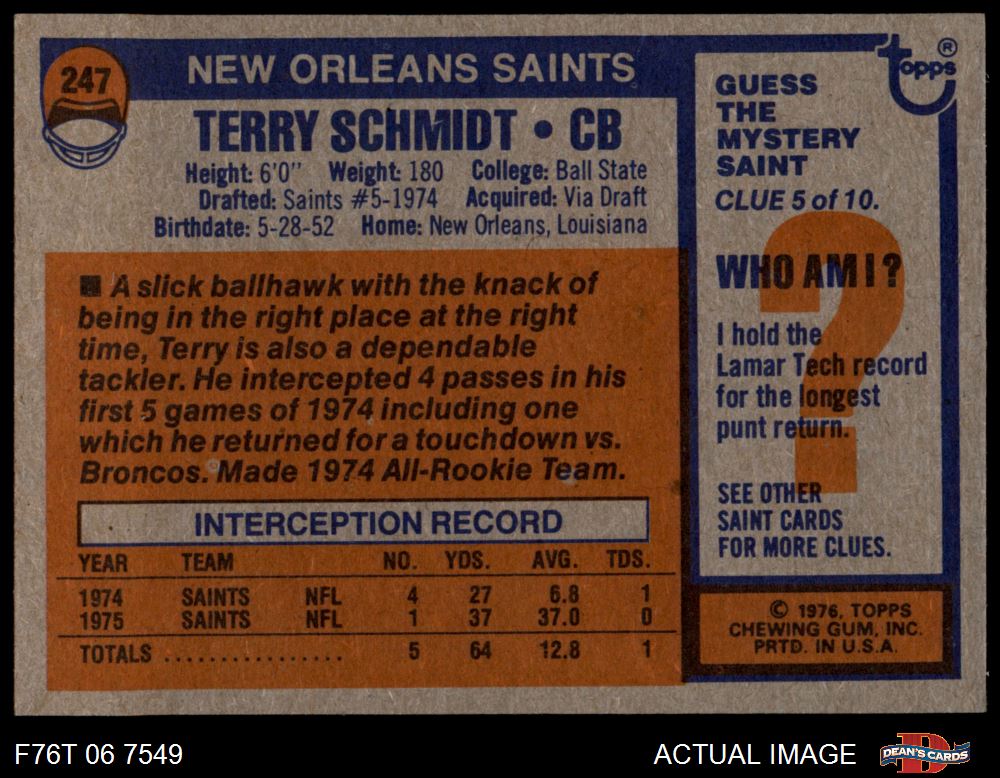 247
NEW ORLEANS SAINTS
TERRY SCHMIDT • CB
Height: 6'0" Weight: 180 College: Ball State
Drafted: Saints #5-1974 Acquired: Via Draft
Birthdate: 5-28-52 Home: New Orleans, Louisiana
■ A slick ballhawk with the knack of
being in the right place at the right
time, Terry is also a dependable
tackler. He intercepted 4 passes in his
first 5 games of 1974 including one
which he returned for a touchdown vs.
Broncos. Made 1974 All-Rookie Team.
INTERCEPTION RECORD
YEAR TEAM NO. YDS. AVG. TDS.
1974 SAINTS NFL 4 27 6.8 1
1975 SAINTS NFL 1 37 37.0 0
TOTALS .................. 5 64 12.8 1
topps ®
GUESS
THE
MYSTERY
SAINT
CLUE 5 of 10.
?
WHO AM I?
I hold the
Lamar Tech record
for the longest
punt return.
SEE OTHER
SAINT CARDS
FOR MORE CLUES.
© 1976, TOPPS
CHEWING GUM, INC.
PRTD. IN U.S.A.
F76T 06 7549
ACTUAL IMAGE
D
DEAN'S CARDS